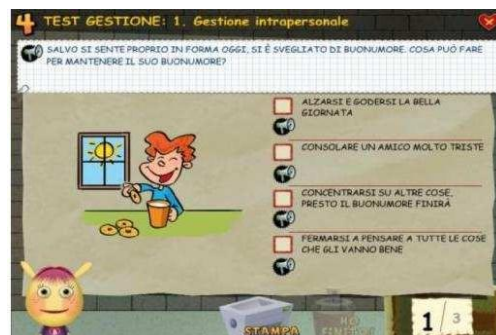 4 TEST GESTIONE: 1. Gestione intrapersonale
SALVO SI SENTE PROPRIO IN FORMA OGGI, SI È SVEGLIATO DI BUONUMORE. COSA PUÒ FARE
PER MANTENERE IL SUO BUONUMORE?
ALZARSI E GODERSI LA BELLA
GIORNATA
CONSOLARE UN AMICO MOLTO TRISTE
CONCENTRARSI SU ALTRE COSE,
PRESTO IL BUONUMORE FINIRÀ
FERMARSI A PENSARE A TUTTE LE COSE
CHE GLI VANNO BENE
STAMPA
HO
FINITO
1 / 3